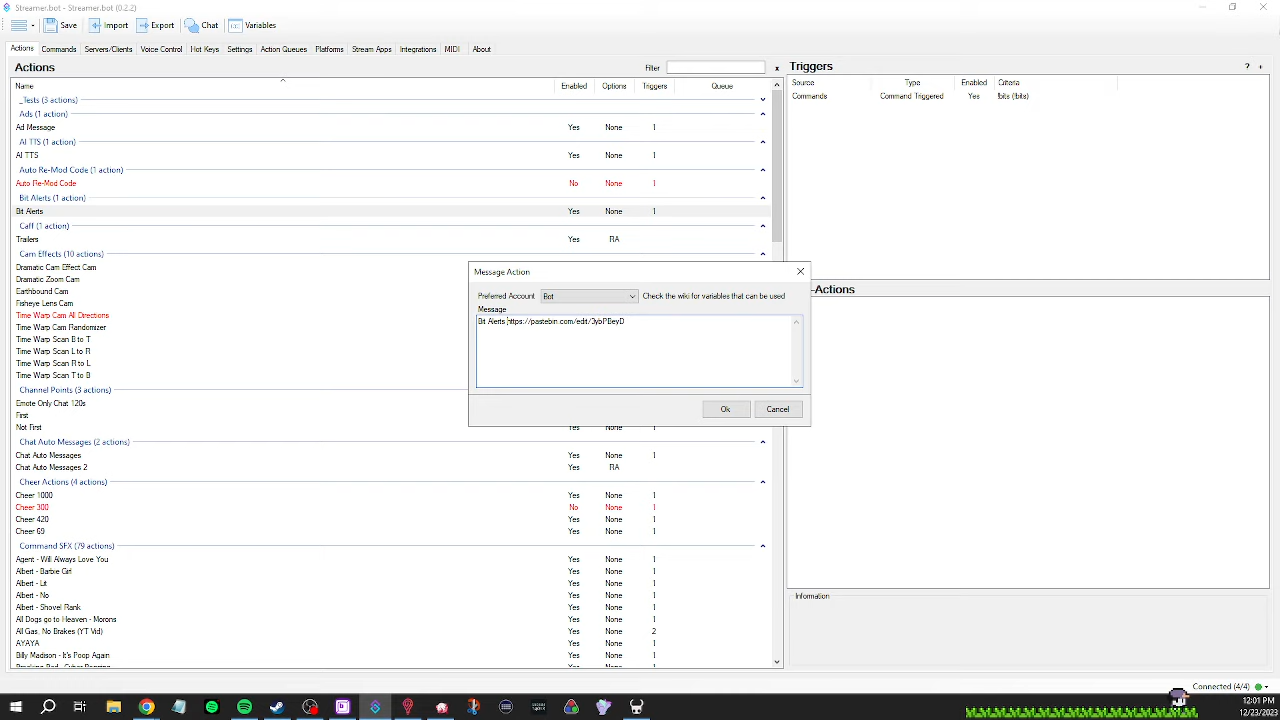 Streamer.bot - Streamer.bot (0.2.2)
Save Import Export Chat Variables
Actions Commands Servers/Clients Voice Control Hot Keys Settings Action Queues Platforms Stream Apps Integrations MIDI About
Actions
Filter
x
Name Enabled Options Triggers Queue
_Tests (3 actions)
Ads (1 action)
Ad Message Yes None 1
AI TTS (1 action)
AI TTS Yes None 1
Auto Re-Mod Code (1 action)
Auto Re-Mod Code No None 1
Bit Alerts (1 action)
Bit Alerts Yes None 1
Caff (1 action)
Trailers Yes RA
Cam Effects (10 actions)
Dramatic Cam Effect Cam
Dramatic Zoom Cam
Earthbound Cam
Fisheye Lens Cam
Time Warp Cam All Directions
Time Warp Cam Randomizer
Time Warp Scan B to T
Time Warp Scan L to R
Time Warp Scan R to L
Time Warp Scan T to B
Channel Points (3 actions)
Emote Only Chat 120s
First
Not First Yes None 1
Chat Auto Messages (2 actions)
Chat Auto Messages Yes None 1
Chat Auto Messages 2 Yes RA
Cheer Actions (4 actions)
Cheer 1000 Yes None 1
Cheer 300 No None 1
Cheer 420 Yes None 1
Cheer 69 Yes None 1
Command SFX (79 actions)
Agent - Will Always Love You Yes None 1
Albert - Barbie Girl Yes None 1
Albert - Lit Yes None 1
Albert - No Yes None 1
Albert - Shovel Rank Yes None 1
All Dogs go to Heaven - Morons Yes None 1
All Gas, No Brakes (YT Vid) Yes None 2
AYAYA Yes None 1
Billy Madison - It's Poop Again Yes None 1
Triggers
? +
Source Type Enabled Criteria
Commands Command Triggered Yes !bits (bits)
-Actions
Information
Message Action
Preferred Account Bot Check the wiki for variables that can be used
Message
Bit Alerts https://pastebin.com/edit/3ybPBeyD
Ok Cancel
Connected (4/4)
12:01 PM
12/23/2023